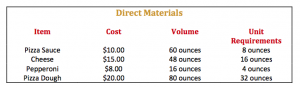 Direct Materials
Item Cost Volume Unit Requirements
Pizza Sauce $10.00 60 ounces 8 ounces
Cheese $15.00 48 ounces 16 ounces
Pepperoni $8.00 16 ounces 4 ounces
Pizza Dough $20.00 80 ounces 32 ounces